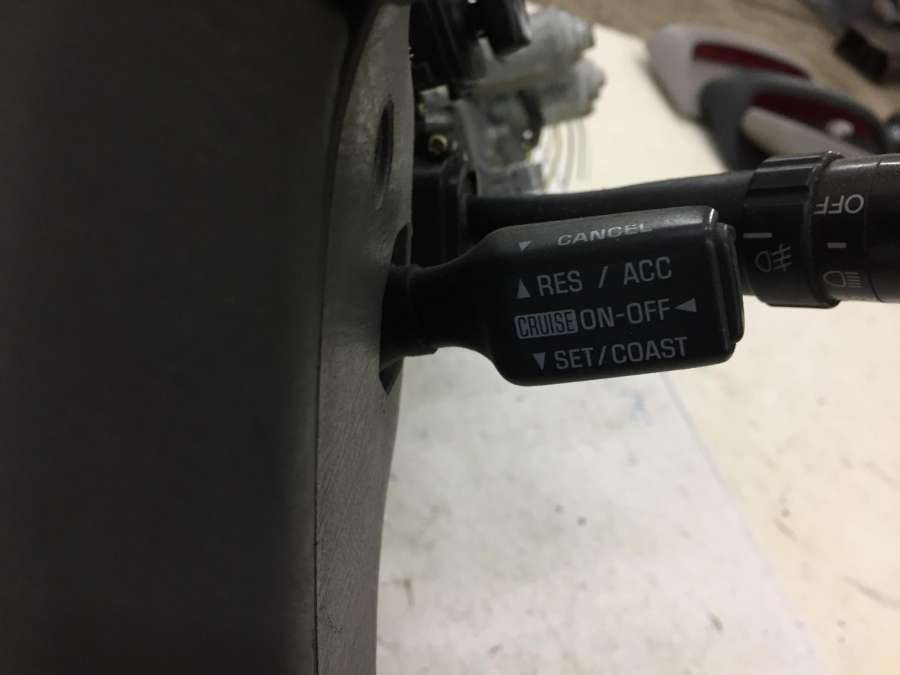 ▼ CANCEL
▲ RES / ACC
CRUISE ON-OFF ◄
▼ SET/COAST
OFF